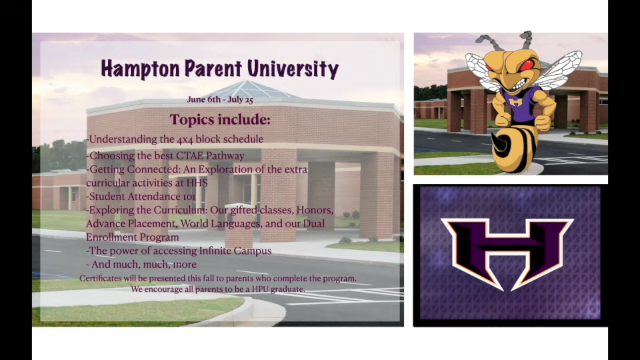 Hampton Parent University
June 6th - July 25
Topics include:
-Understanding the 4x4 block schedule
-Choosing the best CTAE Pathway
-Getting Connected: An Exploration of the extra
curricular activities at HHS
-Student Attendance 101
-Exploring the Curriculum: Our gifted classes, Honors,
Advance Placement, World Languages, and our Dual
Enrollment Program
-The power of accessing Infinite Campus
- And much, much, more
Certificates will be presented this fall to parents who complete the program.
We encourage all parents to be a HPU graduate.
H
H